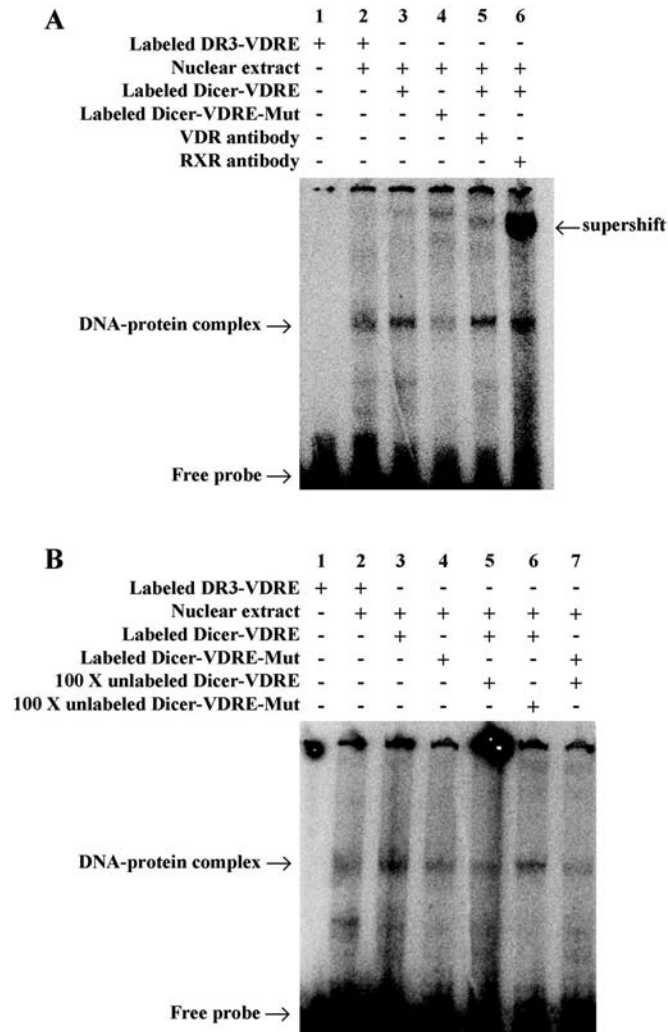 A 1 2 3 4 5 6
Labeled DR3-VDRE + + - - - -
Nuclear extract - + + + + +
Labeled Dicer-VDRE - - + - + +
Labeled Dicer-VDRE-Mut - - - + - -
VDR antibody - - - - + -
RXR antibody - - - - - +
←supershift
DNA-protein complex →
Free probe →
B 1 2 3 4 5 6 7
Labeled DR3-VDRE + + - - - - -
Nuclear extract - + + + + + +
Labeled Dicer-VDRE - - + - + + -
Labeled Dicer-VDRE-Mut - - - + - - +
100 X unlabeled Dicer-VDRE - - - - + - +
100 X unlabeled Dicer-VDRE-Mut - - - - - + -
DNA-protein complex →
Free probe →